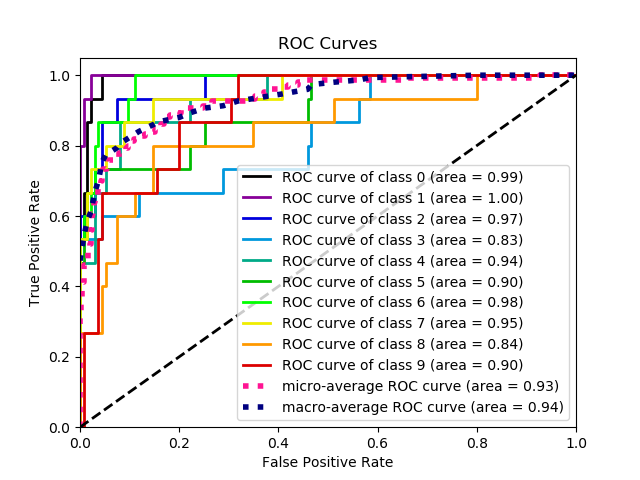 ROC Curves
1.0
0.8
0.6
0.4
0.2
0.0
True Positive Rate
ROC curve of class 0 (area = 0.99)
ROC curve of class 1 (area = 1.00)
ROC curve of class 2 (area = 0.97)
ROC curve of class 3 (area = 0.83)
ROC curve of class 4 (area = 0.94)
ROC curve of class 5 (area = 0.90)
ROC curve of class 6 (area = 0.98)
ROC curve of class 7 (area = 0.95)
ROC curve of class 8 (area = 0.84)
ROC curve of class 9 (area = 0.90)
micro-average ROC curve (area = 0.93)
macro-average ROC curve (area = 0.94)
0.0 0.2 0.4 0.6 0.8 1.0
False Positive Rate